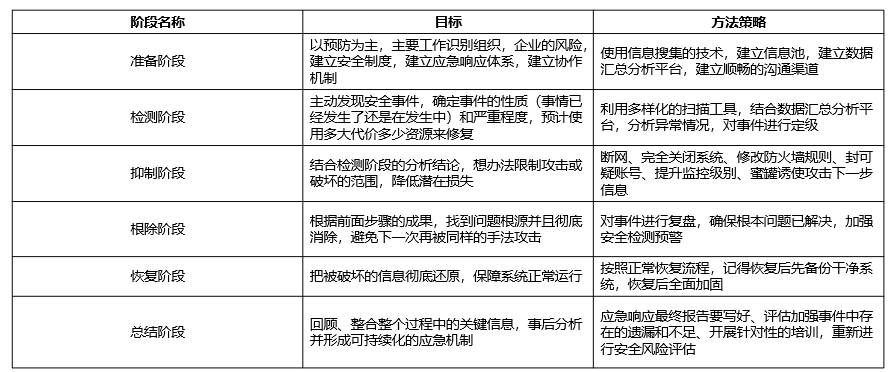 阶段名称
目标
方法策略
准备阶段
以预防为主，主要工作识别组织，企业的风险，
建立安全制度，建立应急响应体系，建立协作
机制
使用信息搜集的技术，建立信息池，建立数据
汇总分析平台，建立顺畅的沟通渠道
检测阶段
主动发现安全事件，确定事件的性质（事情已
经发生了还是在发生中）和严重程度，预计使
用多大代价多少资源来修复
利用多样化的扫描工具，结合数据汇总分析平
台，分析异常情况，对事件进行定级
抑制阶段
结合检测阶段的分析结论，想办法限制攻击或
破坏的范围，降低潜在损失
断网、完全关闭系统、修改防火墙规则、封可
疑账号、提升监控级别、蜜罐诱使攻击下一步
信息
根除阶段
根据前面步骤的成果，找到问题根源并且彻底
消除，避免下一次再被同样的手法攻击
对事件进行复盘，确保根本问题已解决，加强
安全检测预警
恢复阶段
把被破坏的信息彻底还原，保障系统正常运行
按照正常恢复流程，记得恢复后先备份干净系
统，恢复后全面加固
总结阶段
回顾、整合整个过程中的关键信息，事后分析
并形成可持续化的应急机制
应急响应最终报告要写好、评估加强事件中存
在的遗漏和不足、开展针对性的培训，重新进
行安全风险评估